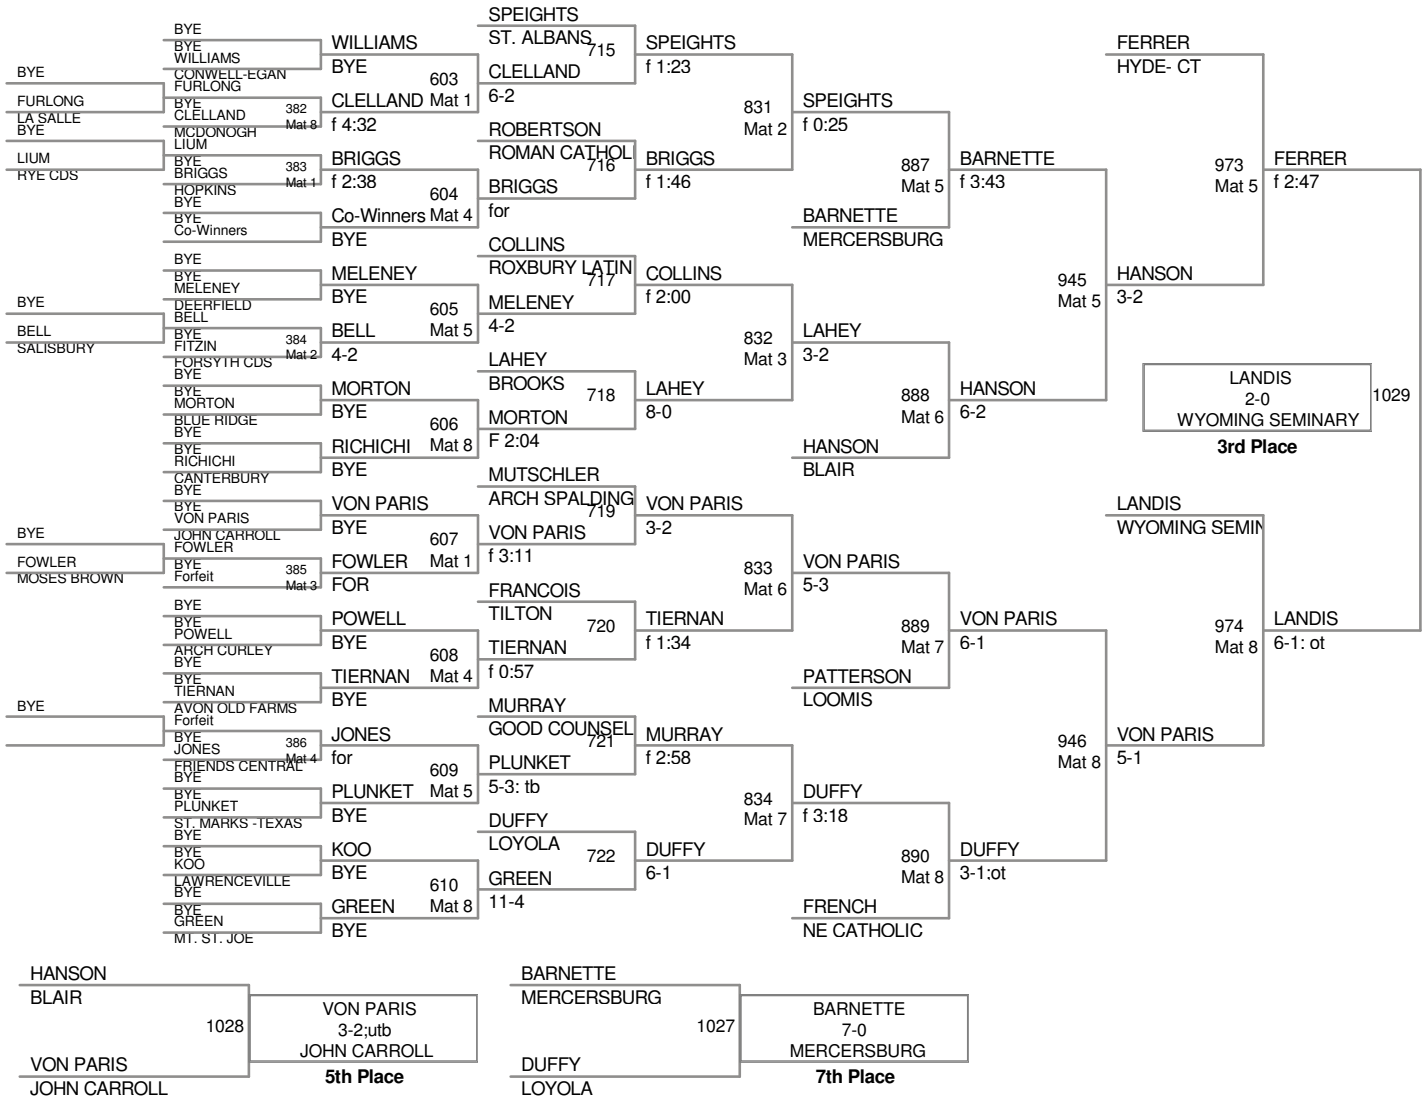 BYE
FURLONG
LA SALLE
BYE
LIUM
RYE CDS
BYE
BELL
SALISBURY
BYE
FOWLER
MOSES BROWN
BYE
BYE
BYE
WILLIAMS
CONWELL-EGAN
FURLONG
BYE
CLELLAND
382
Mat 8
MCDONOGH
LIUM
BYE
BRIGGS
383
Mat 1
HOPKINS
BYE
BYE
Co-Winners
BYE
BYE
MELENEY
DEERFIELD
BELL
BYE
FITZIN
384
Mat 2
FORSYTH CDS
BYE
BYE
MORTON
BLUE RIDGE
BYE
BYE
RICHICHI
CANTERBURY
BYE
BYE
VON PARIS
JOHN CARROLL
FOWLER
BYE
Forfeit
385
Mat 3
BYE
BYE
POWELL
ARCH CURLEY
BYE
BYE
TIERNAN
AVON OLD FARMS
Forfeit
BYE
JONES
386
Mat 4
FRIENDS CENTRAL
BYE
BYE
PLUNKET
ST. MARKS -TEXAS
BYE
BYE
KOO
LAWRENCEVILLE
BYE
BYE
GREEN
MT. ST. JOE
WILLIAMS
BYE
603
Mat 1
CLELLAND
f 4:32
BRIGGS
f 2:38
604
Mat 4
Co-Winners
BYE
MELENEY
BYE
605
Mat 5
BELL
4-2
MORTON
BYE
606
Mat 8
RICHICHI
BYE
VON PARIS
BYE
607
Mat 1
FOWLER
FOR
POWELL
BYE
608
Mat 4
TIERNAN
BYE
JONES
for
609
Mat 5
PLUNKET
BYE
KOO
BYE
610
Mat 8
GREEN
BYE
SPEIGHTS
ST. ALBANS
715
CLELLAND
6-2
ROBERTSON
ROMAN CATHOLI
716
BRIGGS
for
COLLINS
ROXBURY LATIN
717
MELENEY
4-2
LAHEY
BROOKS
718
MORTON
F 2:04
MUTSCHLER
ARCH SPALDING
719
VON PARIS
f 3:11
FRANCOIS
TILTON
720
TIERNAN
f 0:57
MURRAY
GOOD COUNSEL
721
PLUNKET
5-3: tb
DUFFY
LOYOLA
722
GREEN
11-4
SPEIGHTS
f 1:23
831
Mat 2
BRIGGS
f 1:46
COLLINS
f 2:00
832
Mat 3
LAHEY
8-0
VON PARIS
3-2
833
Mat 6
TIERNAN
f 1:34
MURRAY
f 2:58
834
Mat 7
DUFFY
6-1
SPEIGHTS
f 0:25
887
Mat 5
BARNETTE
MERCERSBURG
LAHEY
3-2
888
Mat 6
HANSON
BLAIR
VON PARIS
5-3
889
Mat 7
PATTERSON
LOOMIS
DUFFY
f 3:18
890
Mat 8
FRENCH
NE CATHOLIC
BARNETTE
f 3:43
945
Mat 5
HANSON
6-2
VON PARIS
6-1
946
Mat 8
DUFFY
3-1:ot
FERRER
HYDE- CT
973
Mat 5
HANSON
3-2
LANDIS
WYOMING SEMIN
974
Mat 8
VON PARIS
5-1
FERRER
f 2:47
LANDIS
2-0
WYOMING SEMINARY
1029
3rd Place
LANDIS
6-1: ot
HANSON
BLAIR
1028
VON PARIS
JOHN CARROLL
VON PARIS
3-2;utb
JOHN CARROLL
5th Place
BARNETTE
MERCERSBURG
1027
DUFFY
LOYOLA
BARNETTE
7-0
MERCERSBURG
7th Place